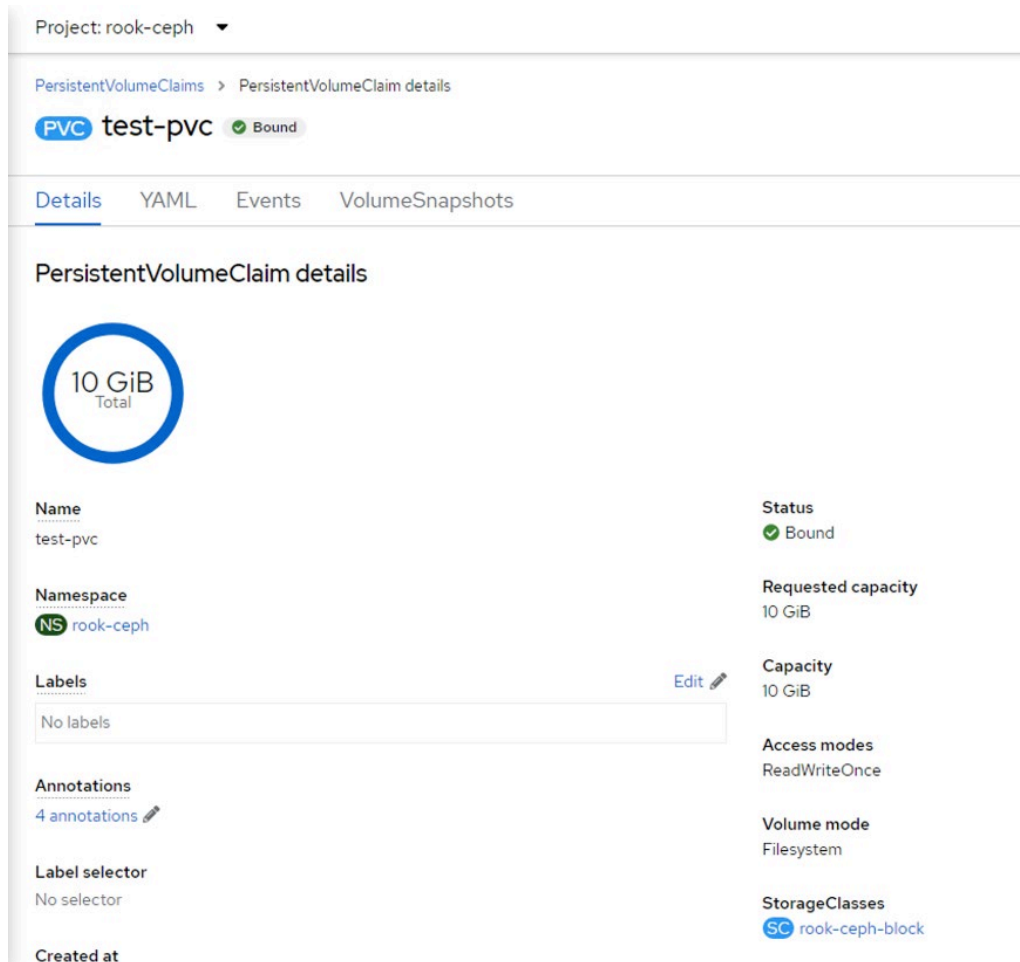 Project: rook-ceph
PersistentVolumeClaims > PersistentVolumeClaim details
PVC test-pvc Bound
Details YAML Events VolumeSnapshots
PersistentVolumeClaim details
10 GiB
Total
Name
test-pvc
Namespace
NS rook-ceph
Labels Edit
No labels
Annotations
4 annotations
Label selector
No selector
Created at
Status
Bound
Requested capacity
10 GiB
Capacity
10 GiB
Access modes
ReadWriteOnce
Volume mode
Filesystem
StorageClasses
SC rook-ceph-block